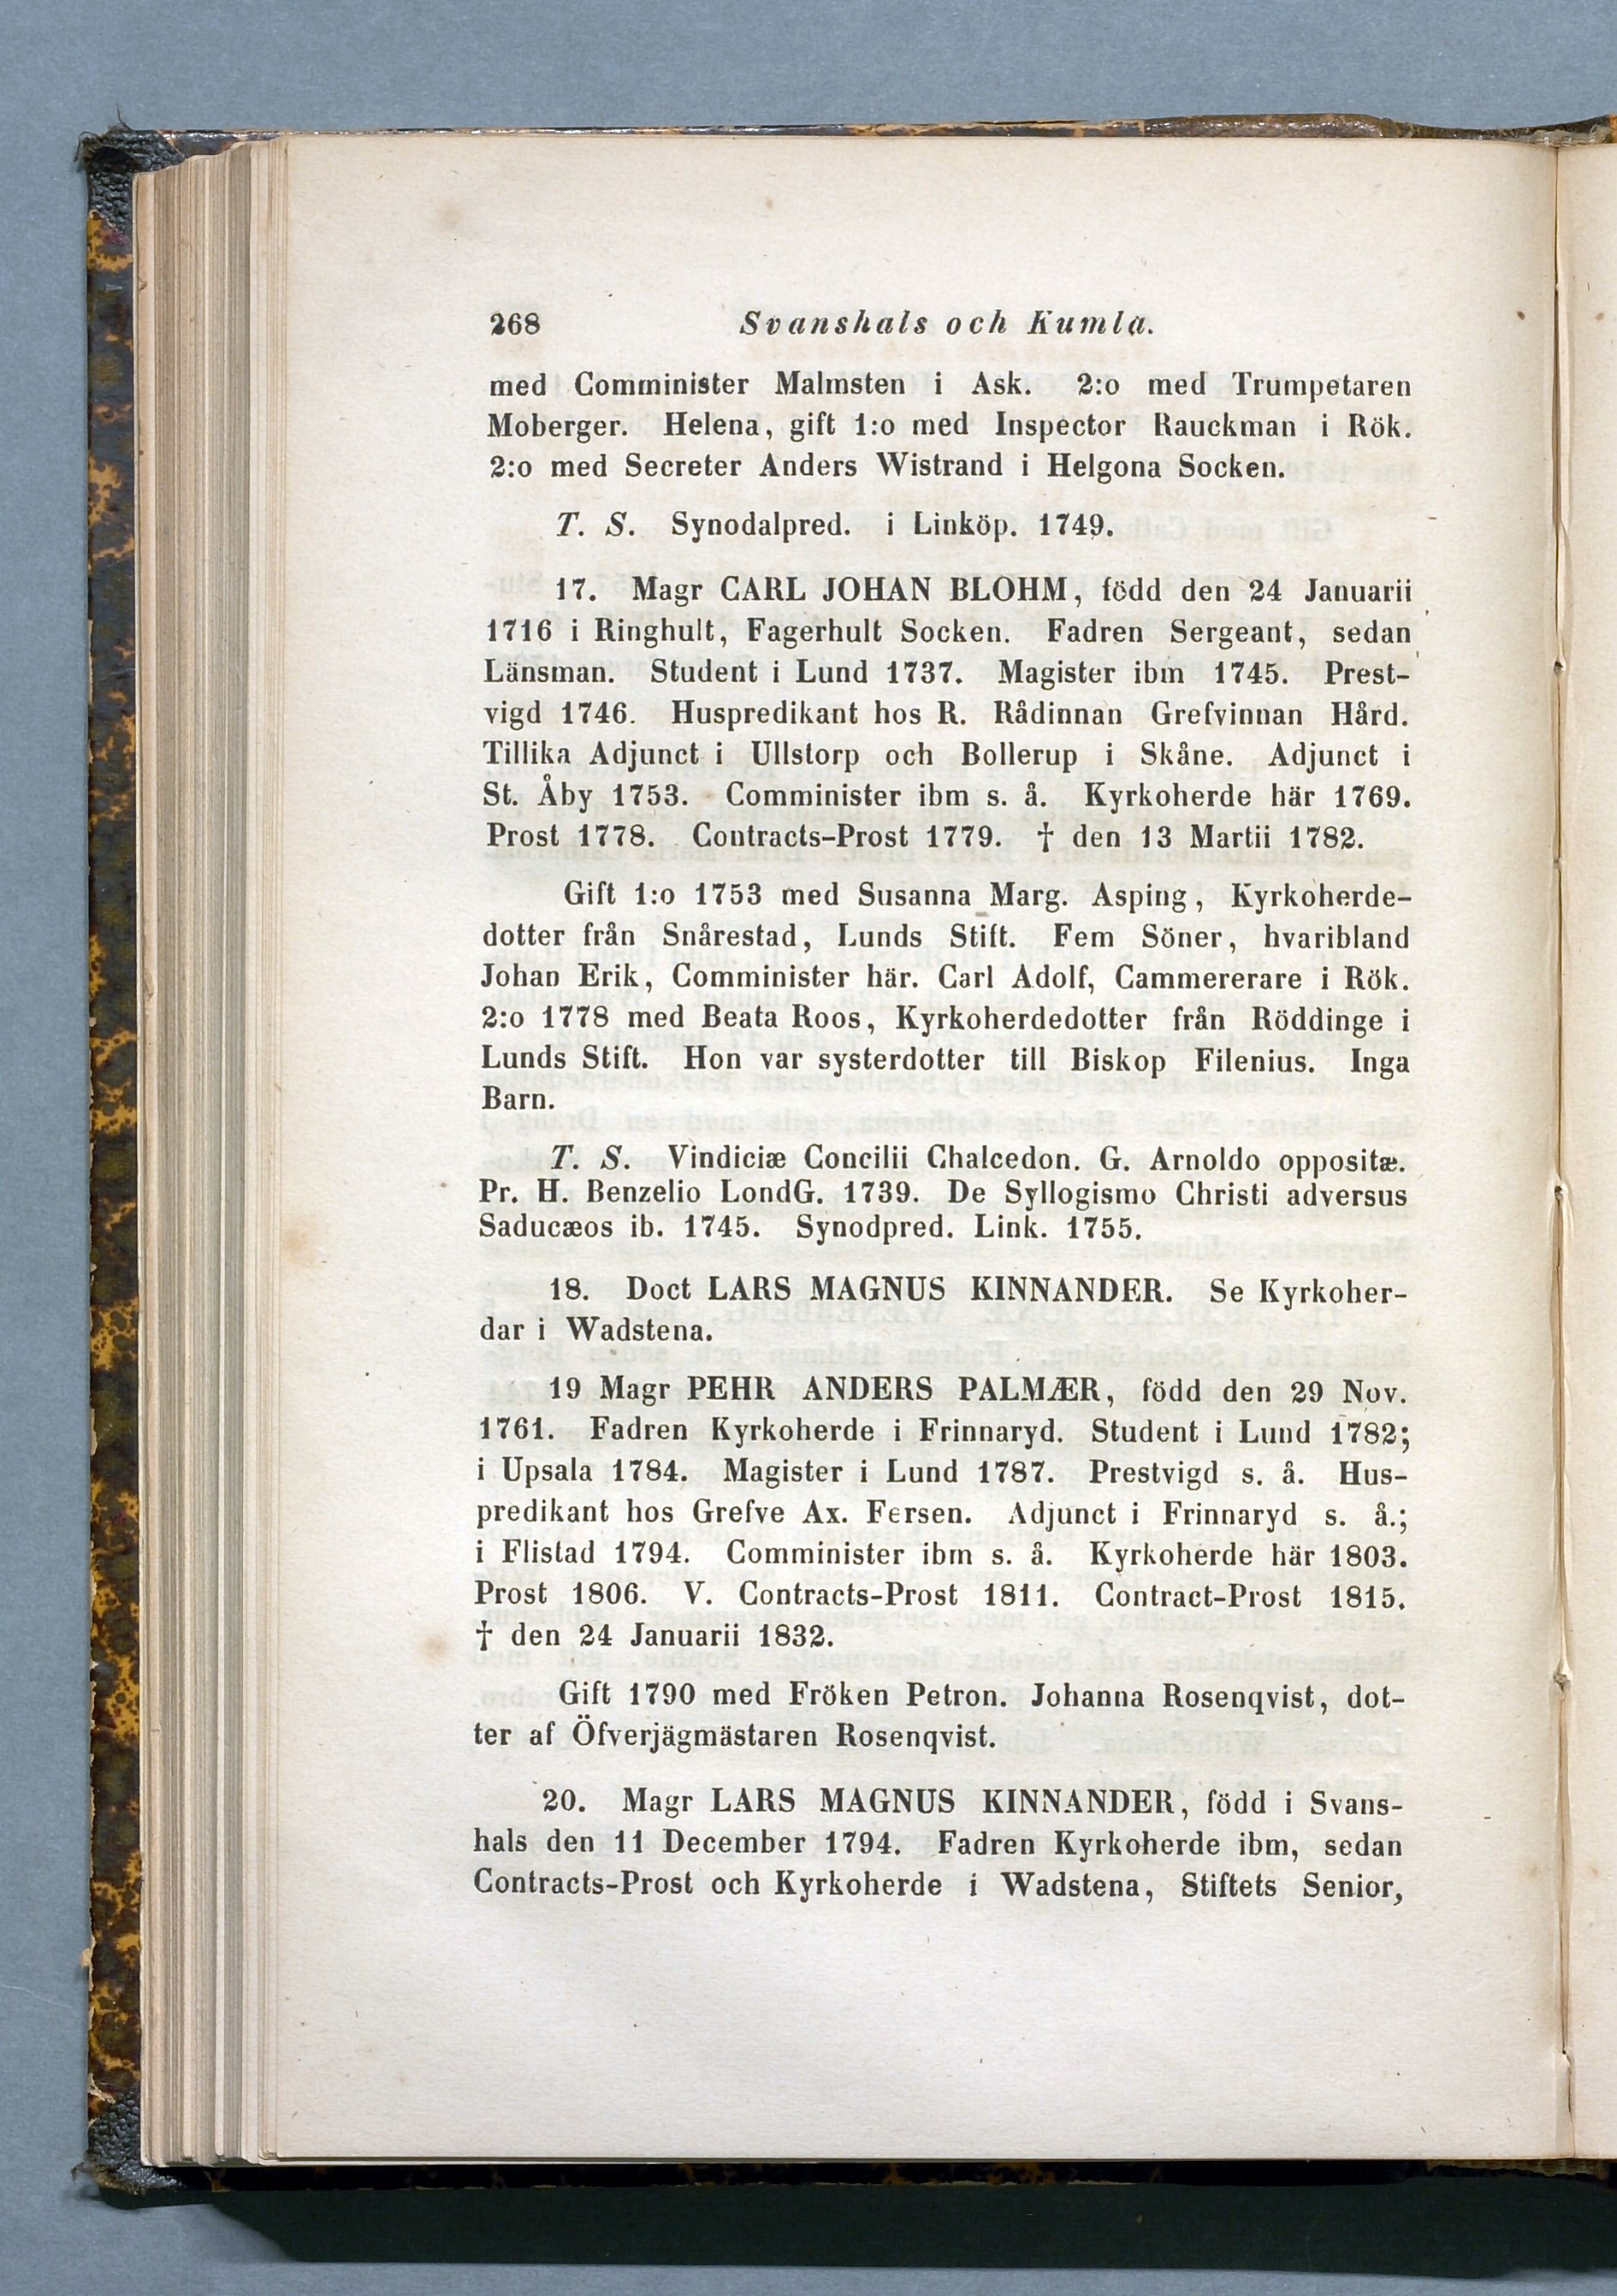 268 Svanshals och Kumla.
med Comminister Malmsten i Ask. 2:o med Trumpetaren
Moberger. Helena, gift 1:o med Inspector Rauckman i Rök.
2:o med Secreter Anders Wistrand i Helgona Socken.
T. S. Synodalpred. i Linköp. 1749.
17. Magr CARL JOHAN BLOHM, född den 24 Januarii
1716 i Ringhult, Fagerhult Socken. Fadren Sergeant, sedan
Länsman. Student i Lund 1737. Magister ibm 1745. Prest-
vigd 1746. Huspredikant hos R. Rådinnan Grefvinnan Hård.
Tillika Adjunct i Ullstorp och Bollerup i Skåne. Adjunct i
St. Åby 1753. Comminister ibm s. å. Kyrkoherde här 1769.
Prost 1778. Contracts-Prost 1779. † den 13 Martii 1782.
Gift 1:o 1753 med Susanna Marg. Asping, Kyrkoherde-
dotter från Snårestad, Lunds Stift. Fem Söner, hvaribland
Johan Erik, Comminister här. Carl Adolf, Cammererare i Rök.
2:o 1778 med Beata Roos, Kyrkoherdedotter från Röddinge i
Lunds Stift. Hon var systerdotter till Biskop Filenius. Inga
Barn.
T. S. Vindiciæ Concilii Chalcedon. G. Arnoldo oppositæ.
Pr. H. Benzelio LondG. 1739. De Syllogismo Christi adversus
Saducæos ib. 1745. Synodpred. Link. 1755.
18. Doct LARS MAGNUS KINNANDER. Se Kyrkoher-
dar i Wadstena.
19 Magr PEHR ANDERS PALMÆR, född den 29 Nov.
1761. Fadren Kyrkoherde i Frinnaryd. Student i Lund 1782;
i Upsala 1784. Magister i Lund 1787. Prestvigd s. å. Hus-
predikant hos Grefve Ax. Fersen. Adjunct i Frinnaryd s. å.;
i Flistad 1794. Comminister ibm s. å. Kyrkoherde här 1803.
Prost 1806. V. Contracts-Prost 1811. Contract-Prost 1815.
† den 24 Januarii 1832.
Gift 1790 med Fröken Petron. Johanna Rosenqvist, dot-
ter af Öfverjägmästaren Rosenqvist.
20. Magr LARS MAGNUS KINNANDER, född i Svans-
hals den 11 December 1794. Fadren Kyrkoherde ibm, sedan
Contracts-Prost och Kyrkoherde i Wadstena, Stiftets Senior,